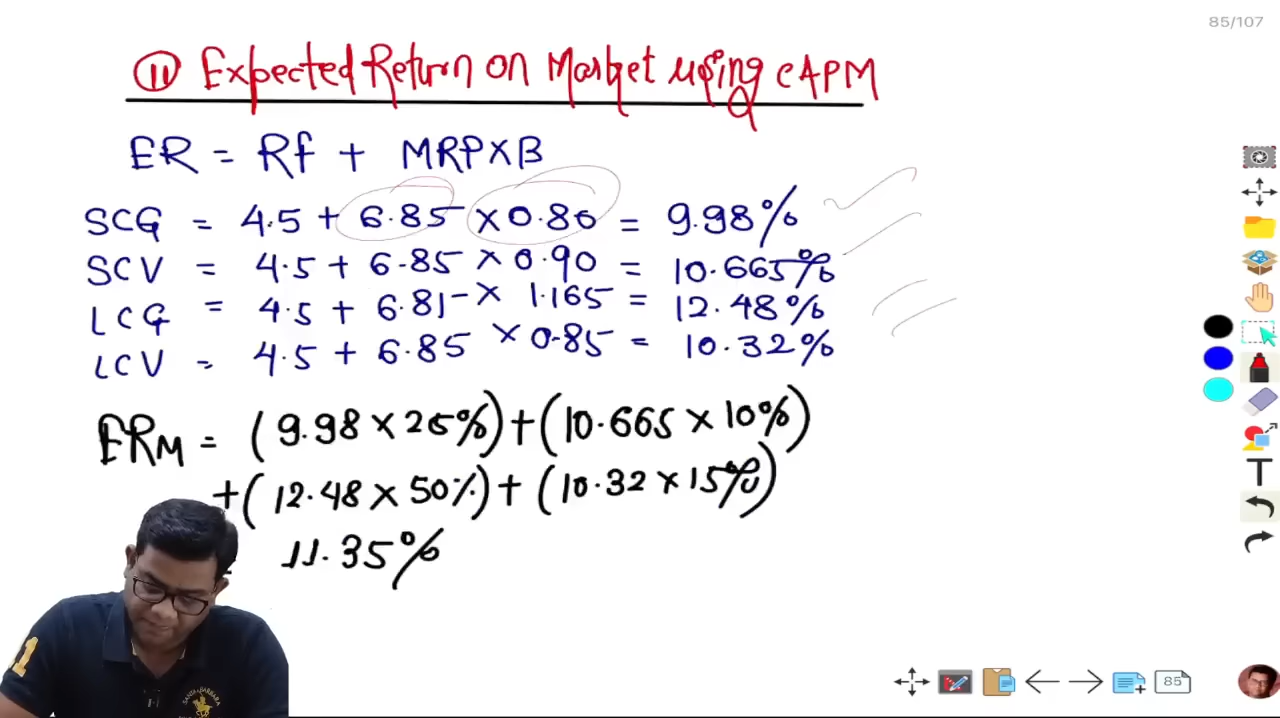 85/107
11 Expected Return on Market using CAPM
ER = Rf + MRP×B
SCG = 4.5 + 6.85 × 0.80 = 9.98%
SCV = 4.5 + 6.85 × 0.90 = 10.665%
LCG = 4.5 + 6.85 × 1.165 = 12.48%
LCV = 4.5 + 6.85 × 0.85 = 10.32%
ERM = (9.98 × 25%) + (10.665 × 10%)
+ (12.48 × 50%) + (10.32 × 15%)
11.35%
T
85